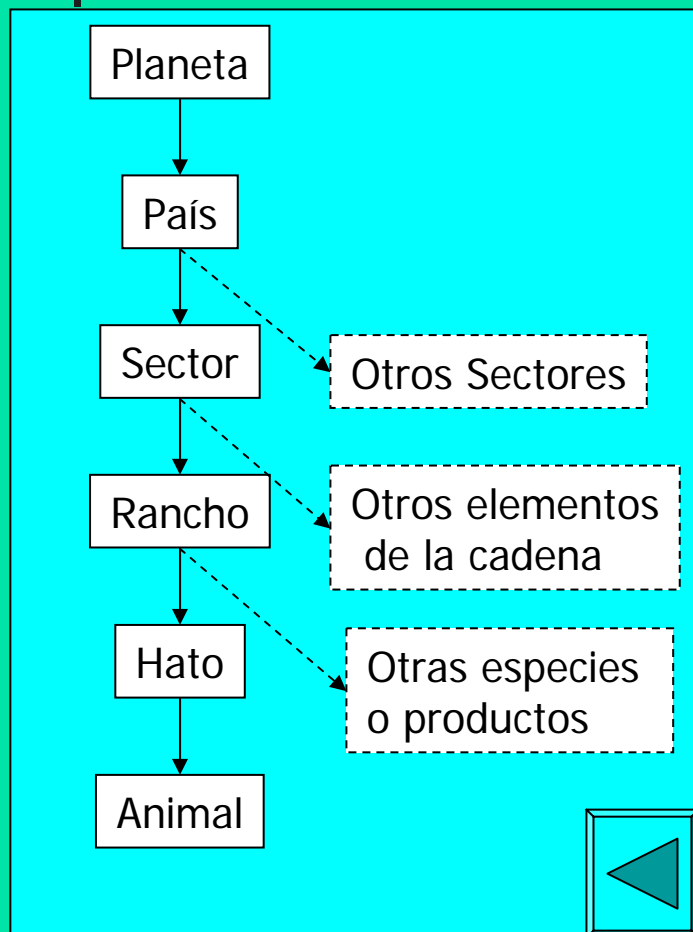 Planeta
País
Sector
Otros Sectores
Rancho
Otros elementos
de la cadena
Hato
Otras especies
o productos
Animal